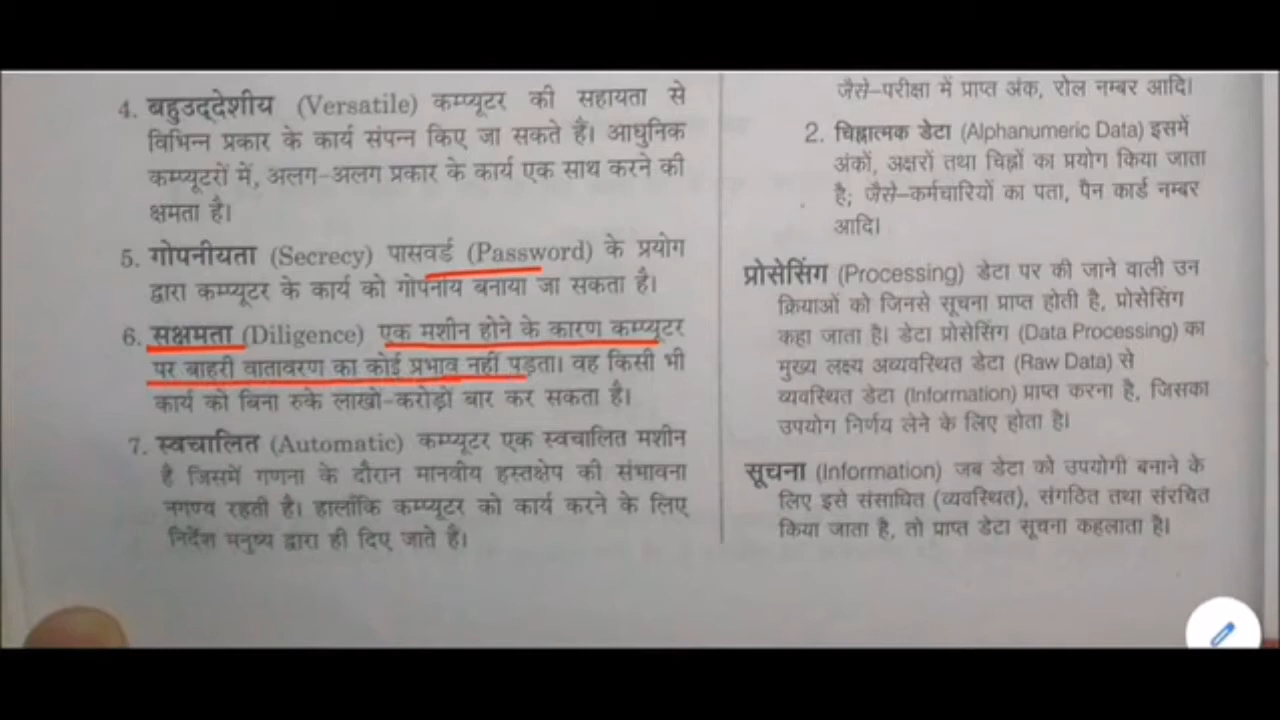 4. बहुउद्देशीय (Versatile) कम्प्यूटर की सहायता से
विभिन्न प्रकार के कार्य संपन्न किए जा सकते हैं। आधुनिक
कम्प्यूटरों में, अलग-अलग प्रकार के कार्य एक साथ करने की
क्षमता है।
5. गोपनीयता (Secrecy) पासवर्ड (Password) के प्रयोग
द्वारा कम्प्यूटर के कार्य को गोपनीय बनाया जा सकता है।
6. सक्षमता (Diligence) एक मशीन होने के कारण कम्प्यूटर
पर बाहरी वातावरण का कोई प्रभाव नहीं पड़ता। वह किसी भी
कार्य को बिना रुके लाखों-करोड़ों बार कर सकता है।
7. स्वचालित (Automatic) कम्प्यूटर एक स्वचालित मशीन
है जिसमें गणना के दौरान मानवीय हस्तक्षेप की संभावना
नगण्य रहती है। हालाँकि कम्प्यूटर को कार्य करने के लिए
निर्देश मनुष्य द्वारा ही दिए जाते हैं।
जैसे-परीक्षा में प्राप्त अंक, रोल नम्बर आदि।
2. चिह्नात्मक डेटा (Alphanumeric Data) इसमें
अंकों, अक्षरों तथा चिह्नों का प्रयोग किया जाता
है; जैसे-कर्मचारियों का पता, पैन कार्ड नम्बर
आदि।
प्रोसेसिंग (Processing) डेटा पर की जाने वाली उन
क्रियाओं को जिनसे सूचना प्राप्त होती है, प्रोसेसिंग
कहा जाता है। डेटा प्रोसेसिंग (Data Processing) का
मुख्य लक्ष्य अव्यवस्थित डेटा (Raw Data) से
व्यवस्थित डेटा (Information) प्राप्त करना है, जिसका
उपयोग निर्णय लेने के लिए होता है।
सूचना (Information) जब डेटा को उपयोगी बनाने के
लिए इसे संसाधित (व्यवस्थित), संगठित तथा संरचित
किया जाता है, तो प्राप्त डेटा सूचना कहलाता है।